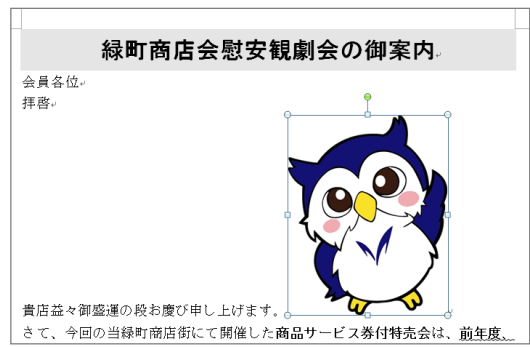 緑町商店会慰安観劇会の御案内
会員各位
拝啓
貴店益々御盛運の段お慶び申し上げます。
さて、今回の当緑町商店街にて開催した商品サービス券付特売会は、前年度、